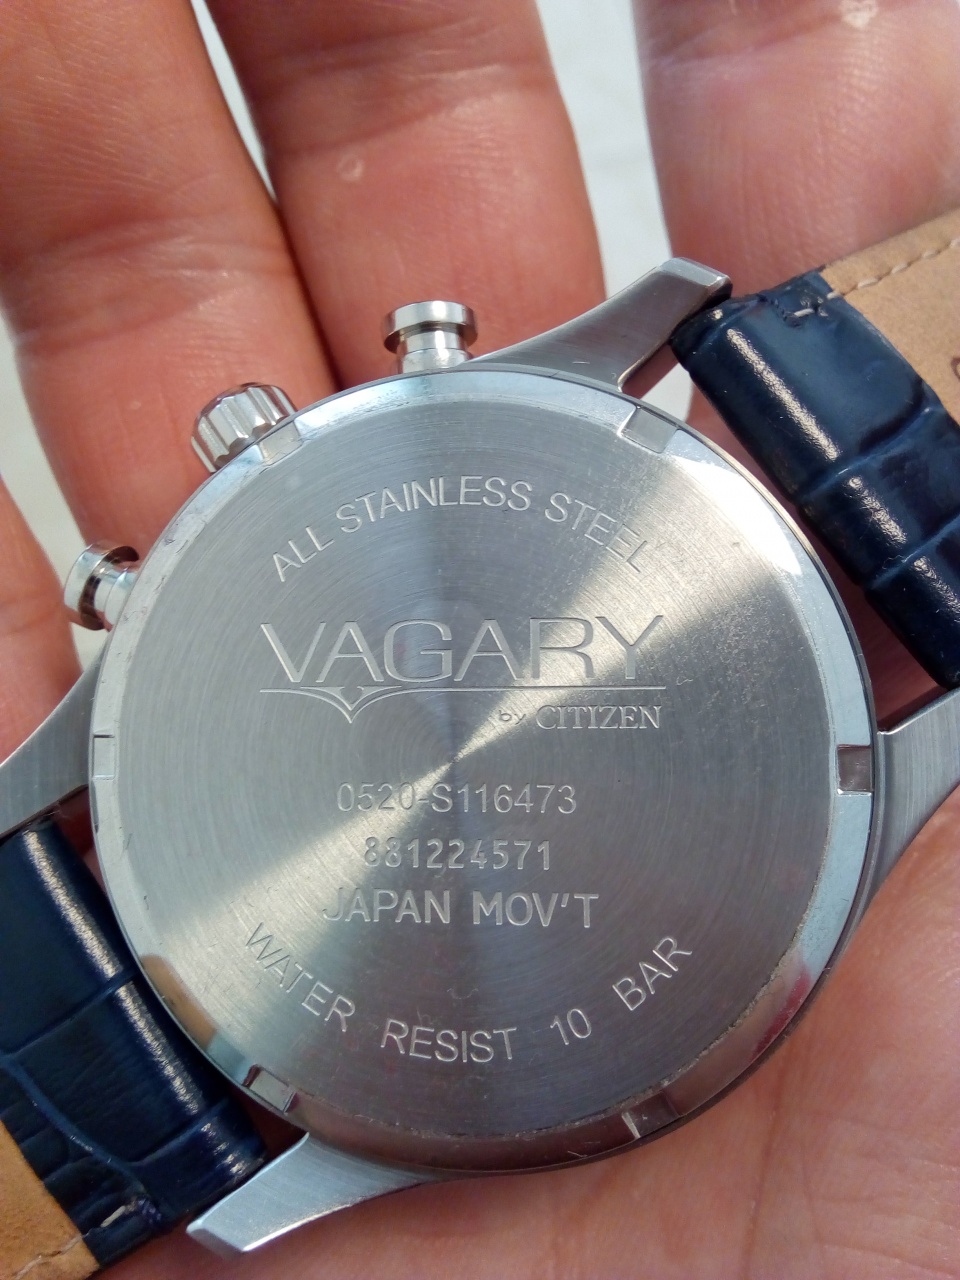 ALL STAINLESS STEEL
VAGARY
by CITIZEN
0520-S116473
881224571
JAPAN MOV'T
WATER RESIST 10 BAR